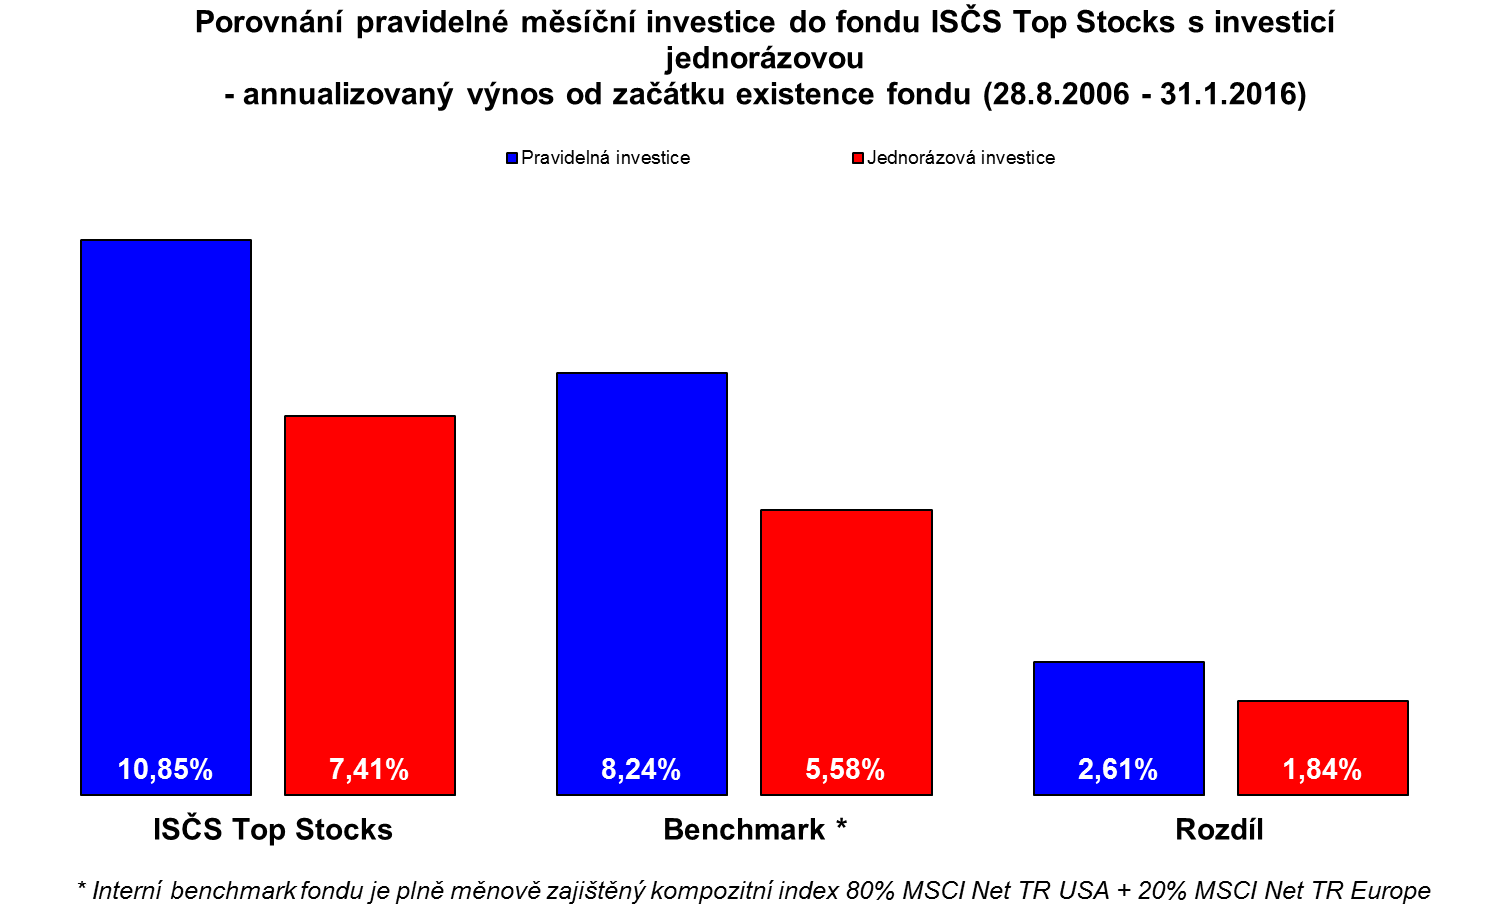 Porovnání pravidelné měsíční investice do fondu ISČS Top Stocks s investicí
jednorázovou
- annualizovaný výnos od začátku existence fondu (28.8.2006 - 31.1.2016)
Pravidelná investice
Jednorázová investice
10,85%
7,41%
8,24%
5,58%
2,61%
1,84%
ISČS Top Stocks
Benchmark *
Rozdíl
* Interní benchmark fondu je plně měnově zajištěný kompozitní index 80% MSCI Net TR USA + 20% MSCI Net TR Europe